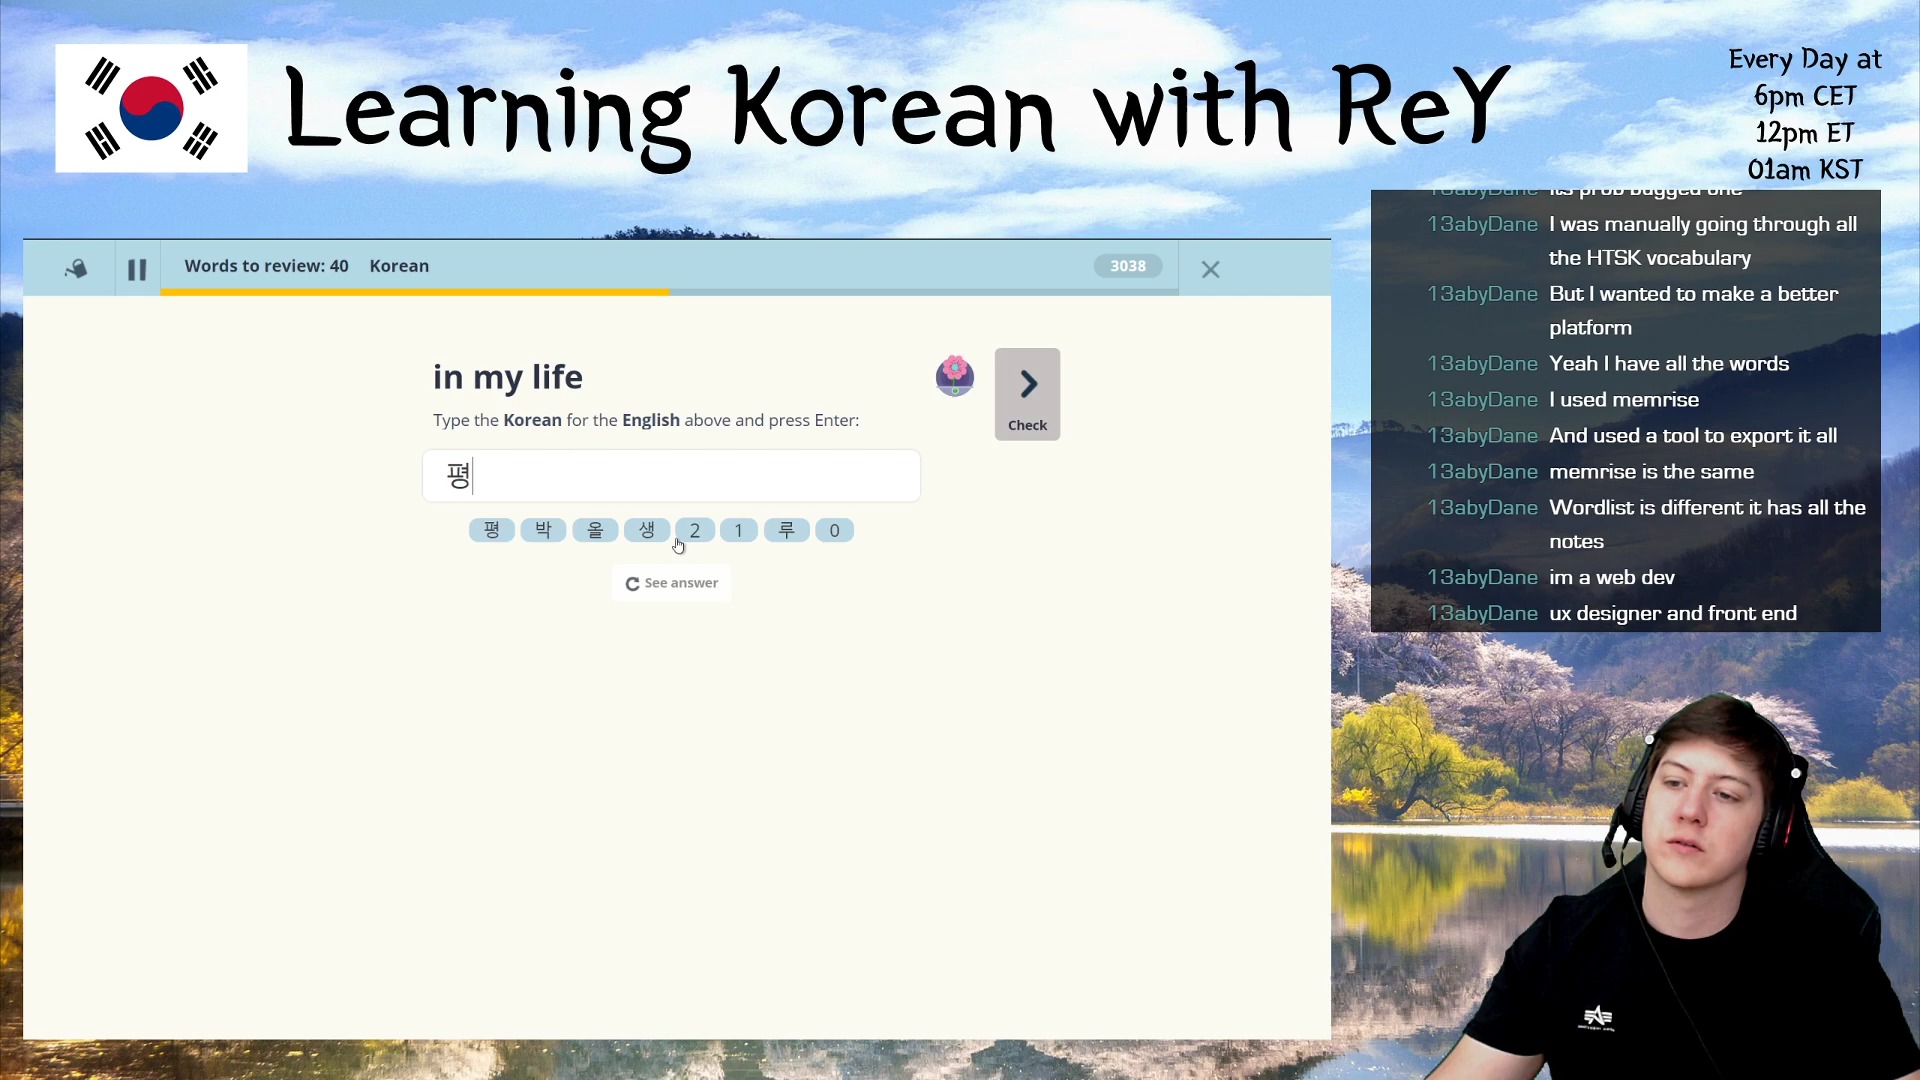 Learning Korean with ReY
Every Day at
6pm CET
12pm ET
01am KST
13abyDane its prob bugged one
13abyDane I was manually going through all
the HTSK vocabulary
13abyDane But I wanted to make a better
platform
13abyDane Yeah I have all the words
13abyDane I used memrise
13abyDane And used a tool to export it all
13abyDane memrise is the same
13abyDane Wordlist is different it has all the
notes
13abyDane im a web dev
13abyDane ux designer and front end
Words to review: 40 Korean
3038
in my life
Type the Korean for the English above and press Enter:
Check
평
평 박 올 생 2 1 루 0
See answer